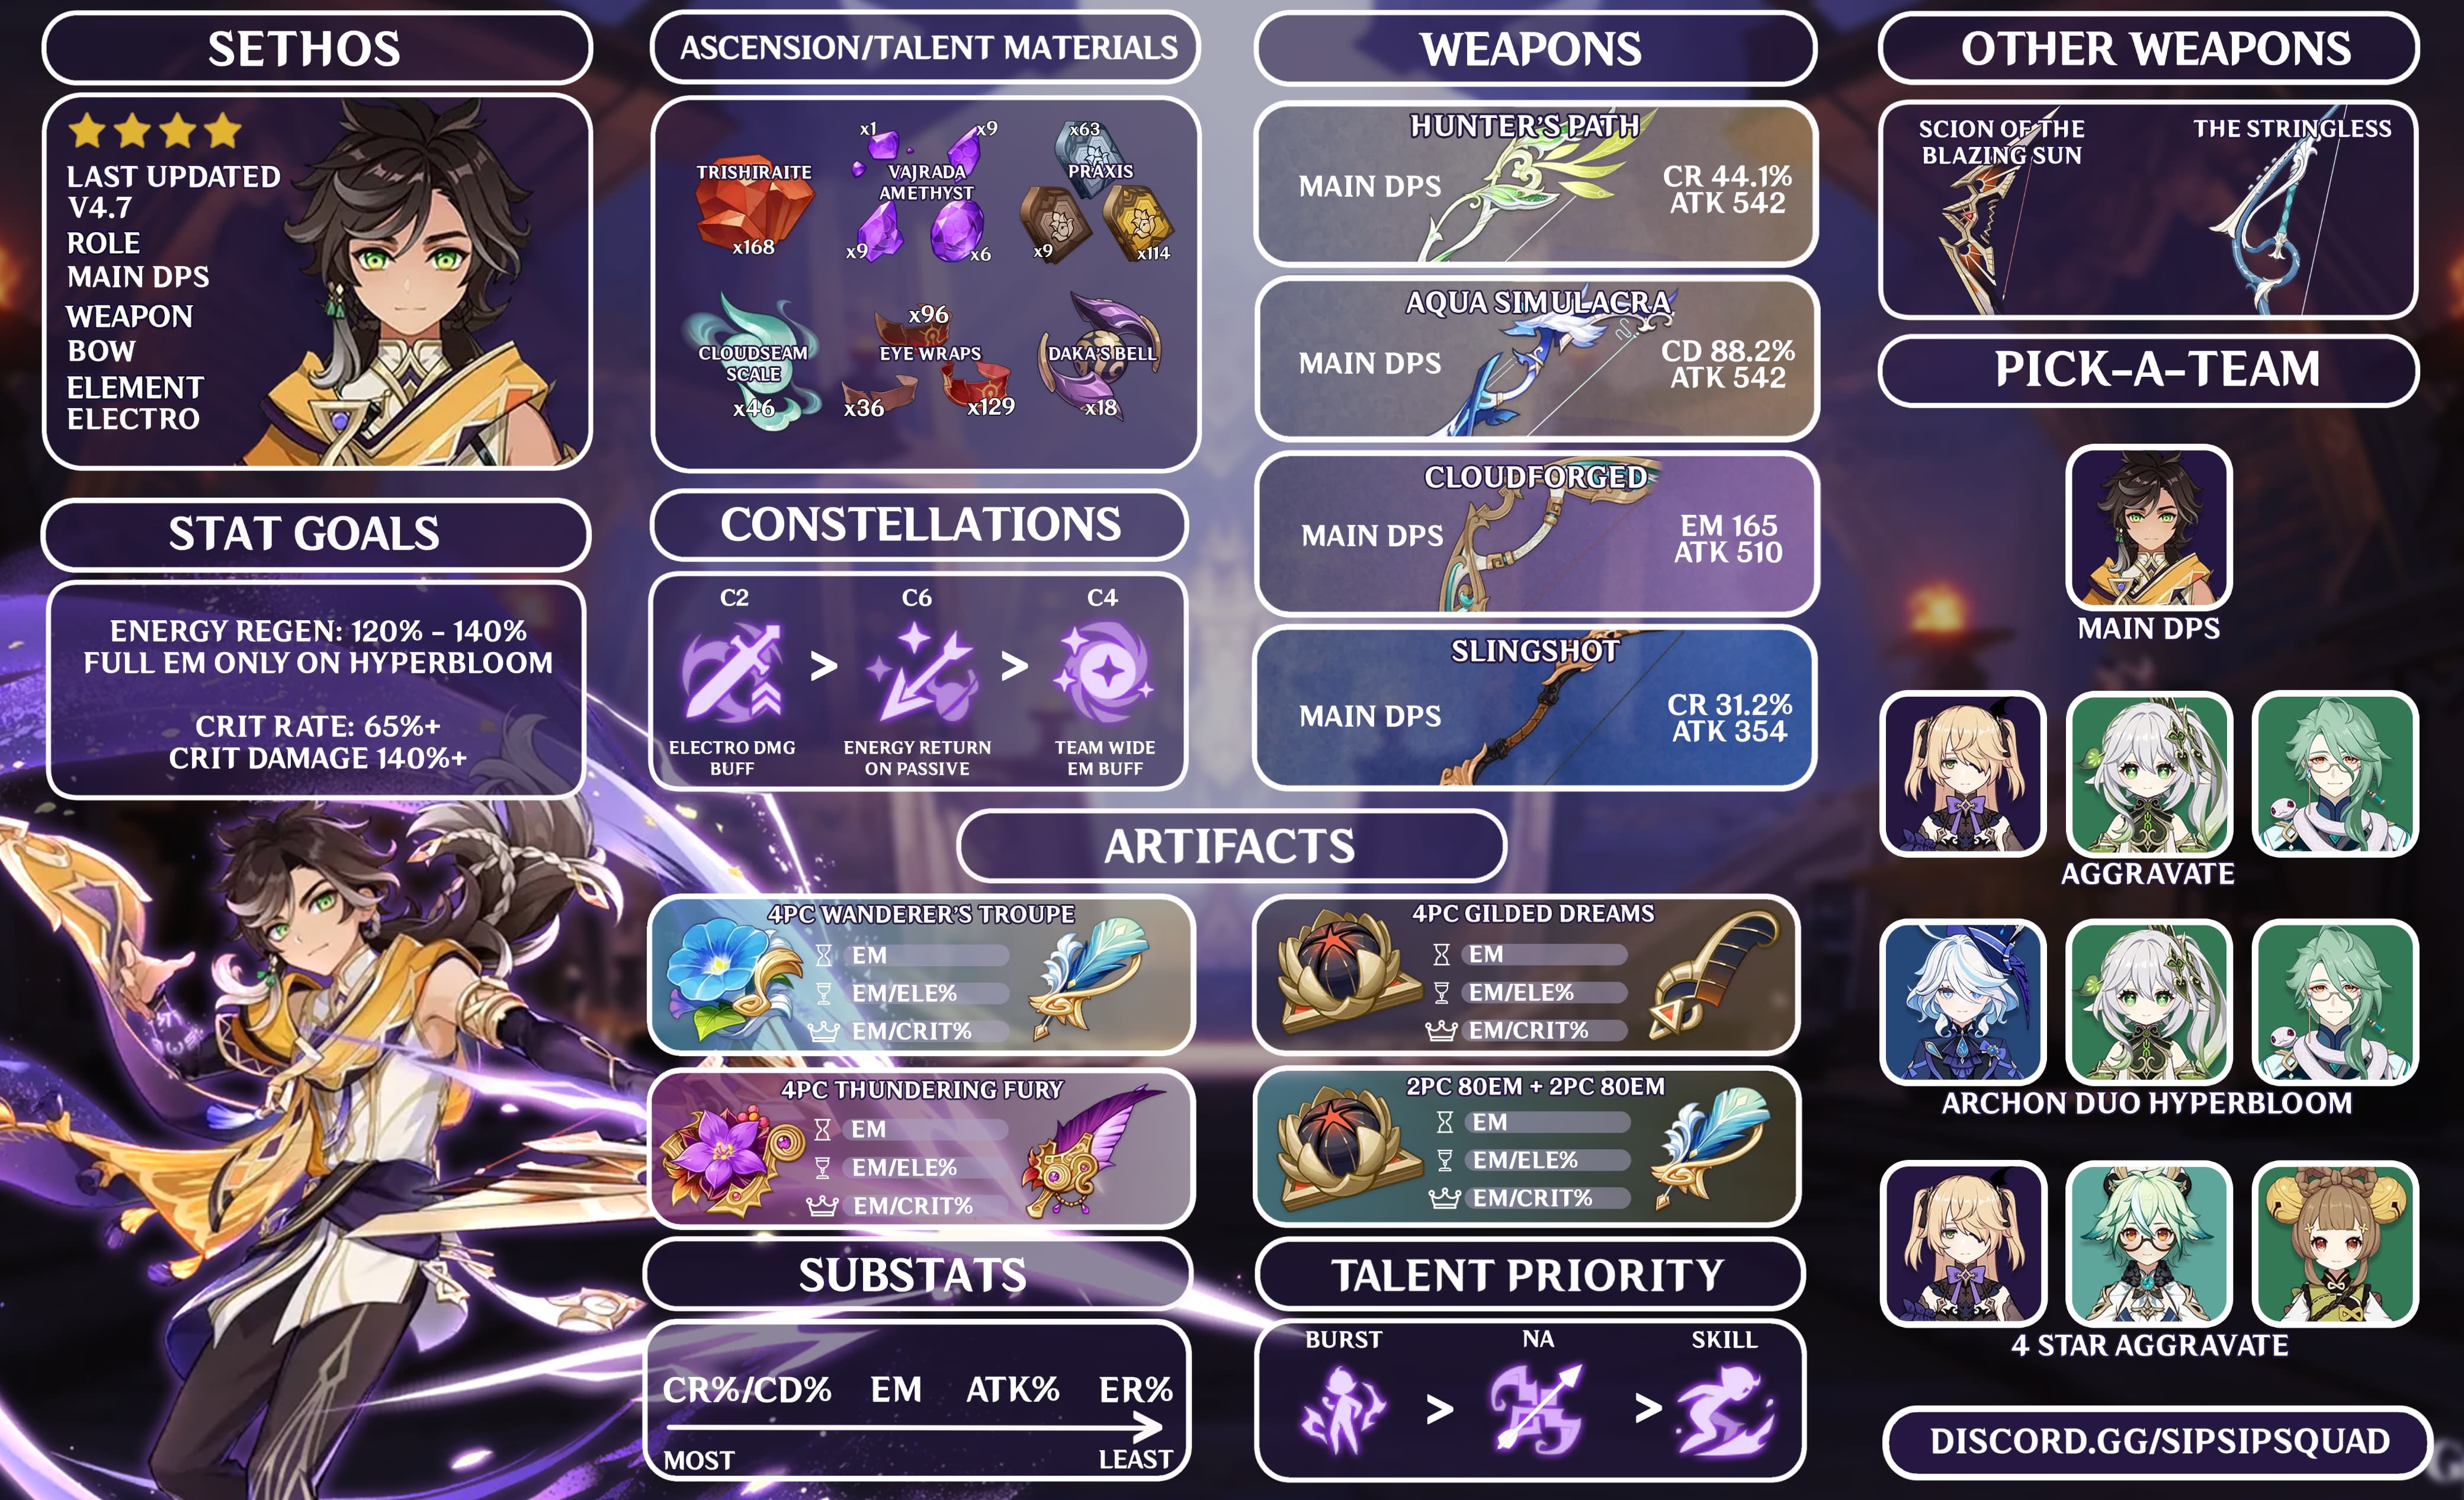 SETHOS
LAST UPDATED
V4.7
ROLE
MAIN DPS
WEAPON
BOW
ELEMENT
ELECTRO
STAT GOALS
ENERGY REGEN: 120% - 140%
FULL EM ONLY ON HYPERBLOOM
CRIT RATE: 65%+
CRIT DAMAGE 140%+
ASCENSION/TALENT MATERIALS
TRISHIRAITE
x168
x1
x9
VAJRADA
AMETHYST
x9
x6
x63
PRAXIS
x9
x114
CLOUDSEAM
SCALE
x46
x96
EYE WRAPS
x36
x129
DAKA'S BELL
x18
CONSTELLATIONS
C2 > C6 > C4
ELECTRO DMG
BUFF
ENERGY RETURN
ON PASSIVE
TEAM WIDE
EM BUFF
WEAPONS
HUNTER'S PATH
MAIN DPS
CR 44.1%
ATK 542
AQUA SIMULACRA
MAIN DPS
CD 88.2%
ATK 542
CLOUDFORGED
MAIN DPS
EM 165
ATK 510
SLINGSHOT
MAIN DPS
CR 31.2%
ATK 354
ARTIFACTS
4PC WANDERER'S TROUPE
EM
EM/ELE%
EM/CRIT%
4PC GILDED DREAMS
EM
EM/ELE%
EM/CRIT%
4PC THUNDERING FURY
EM
EM/ELE%
EM/CRIT%
2PC 80EM + 2PC 80EM
EM
EM/ELE%
EM/CRIT%
SUBSTATS
CR%/CD% EM ATK% ER%
MOST LEAST
TALENT PRIORITY
BURST > NA > SKILL
OTHER WEAPONS
SCION OF THE
BLAZING SUN
THE STRINGLESS
PICK-A-TEAM
MAIN DPS
AGGRAVATE
ARCHON DUO HYPERBLOOM
4 STAR AGGRAVATE
DISCORD.GG/SIPSIPSQUAD